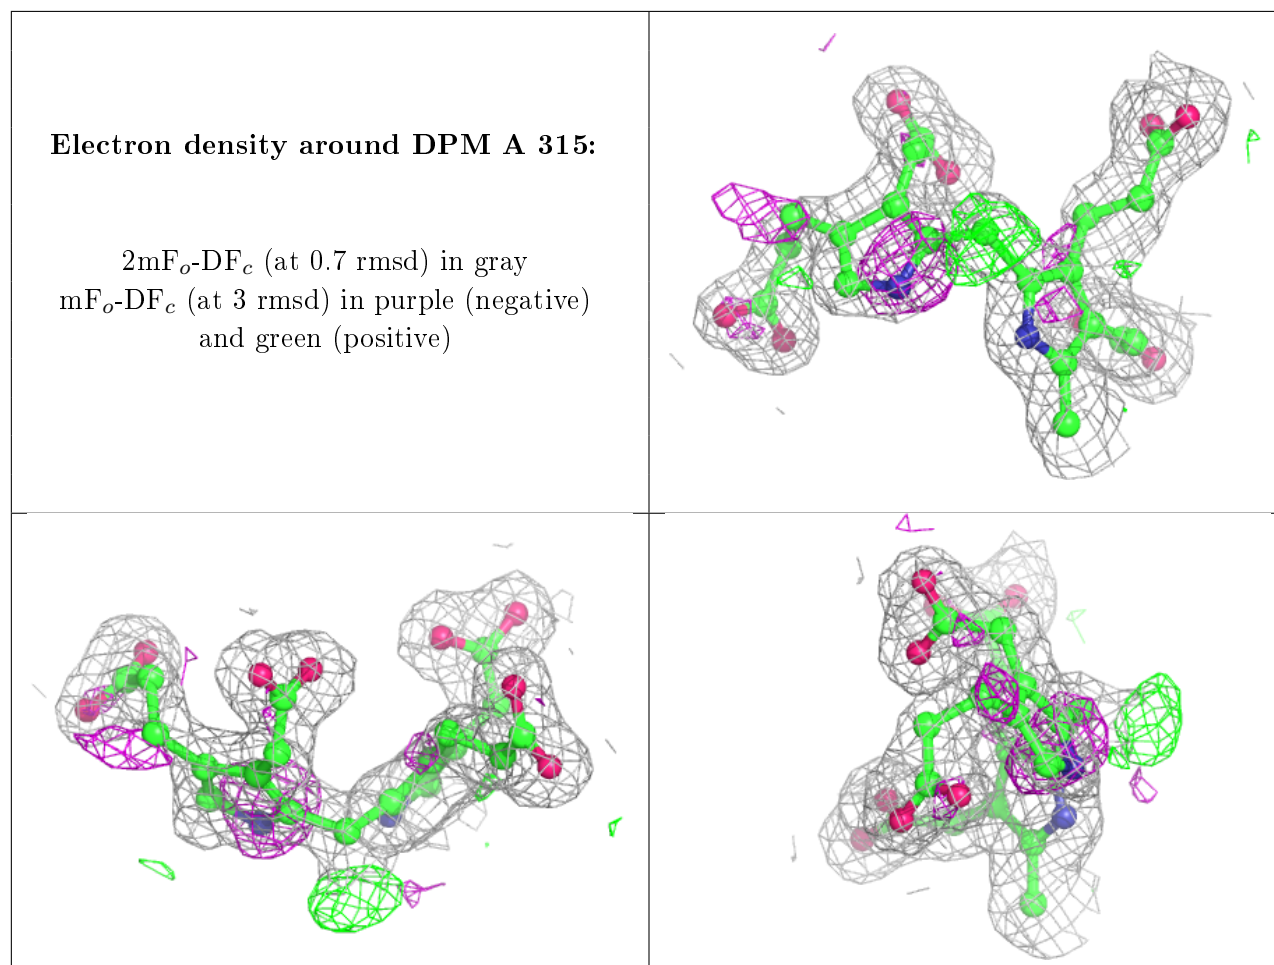 Electron density around DPM A 315:
2mFₒ-DF𝒸 (at 0.7 rmsd) in gray
mFₒ-DF𝒸 (at 3 rmsd) in purple (negative)
and green (positive)